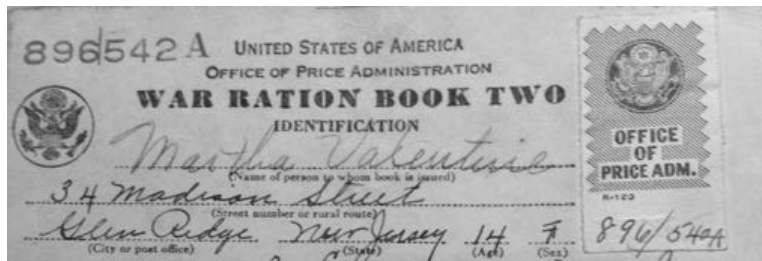 896542 A UNITED STATES OF AMERICA
OFFICE OF PRICE ADMINISTRATION
WAR RATION BOOK TWO
IDENTIFICATION
Martha Valentine
(Name of person to whom book is issued)
34 Madison Street
(Street number or rural route)
Glen Ridge New Jersey 14 F
(City or post office) (State) (Age) (Sex)
OFFICE
OF
PRICE ADM.
R-123
896/542A